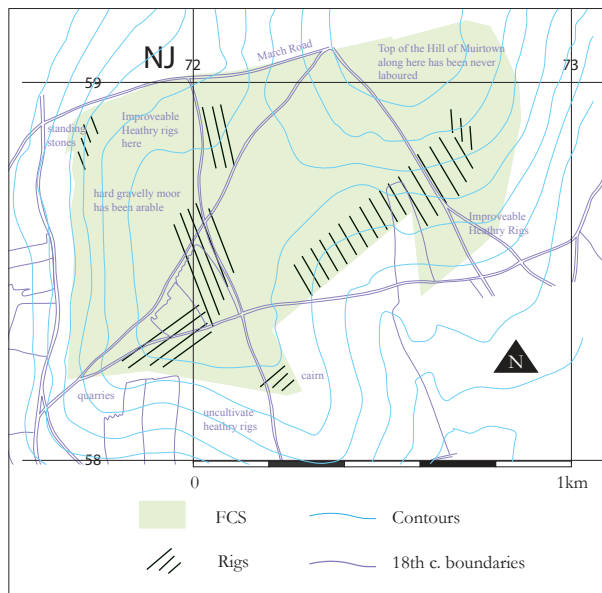 NJ
72
73
59
March Road
Top of the Hill of Muirtown
along here has been never
laboured
standing
stones
Improveable
Heathry rigs
here
hard gravelly moor
has been arable
Improveable
Heathry Rigs
N
cairn
quarries
uncultivate
heathry rigs
58
0
1km
FCS
Contours
Rigs
18th c. boundaries